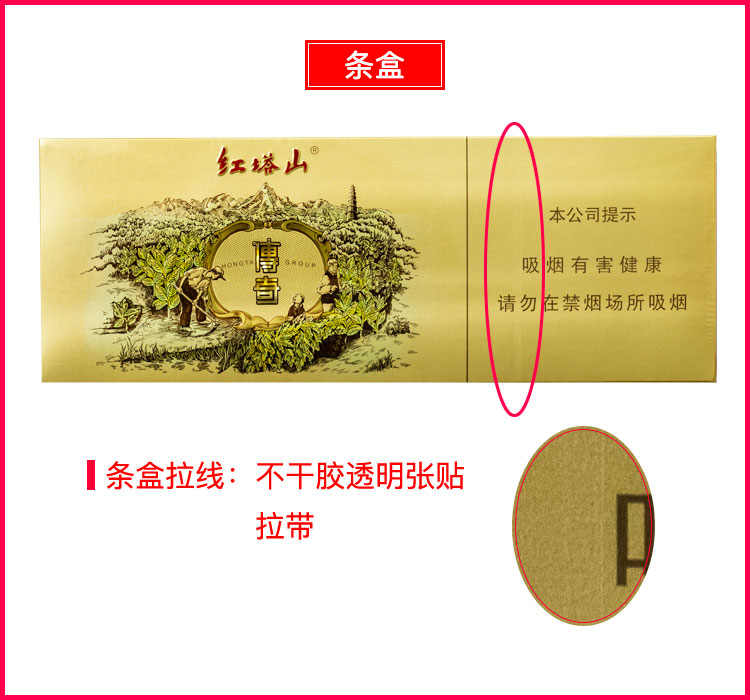 条盒
红塔山®
傳奇
HONGTA GROUP
本公司提示
吸烟有害健康
请勿在禁烟场所吸烟
条盒拉线：不干胶透明张贴
拉带